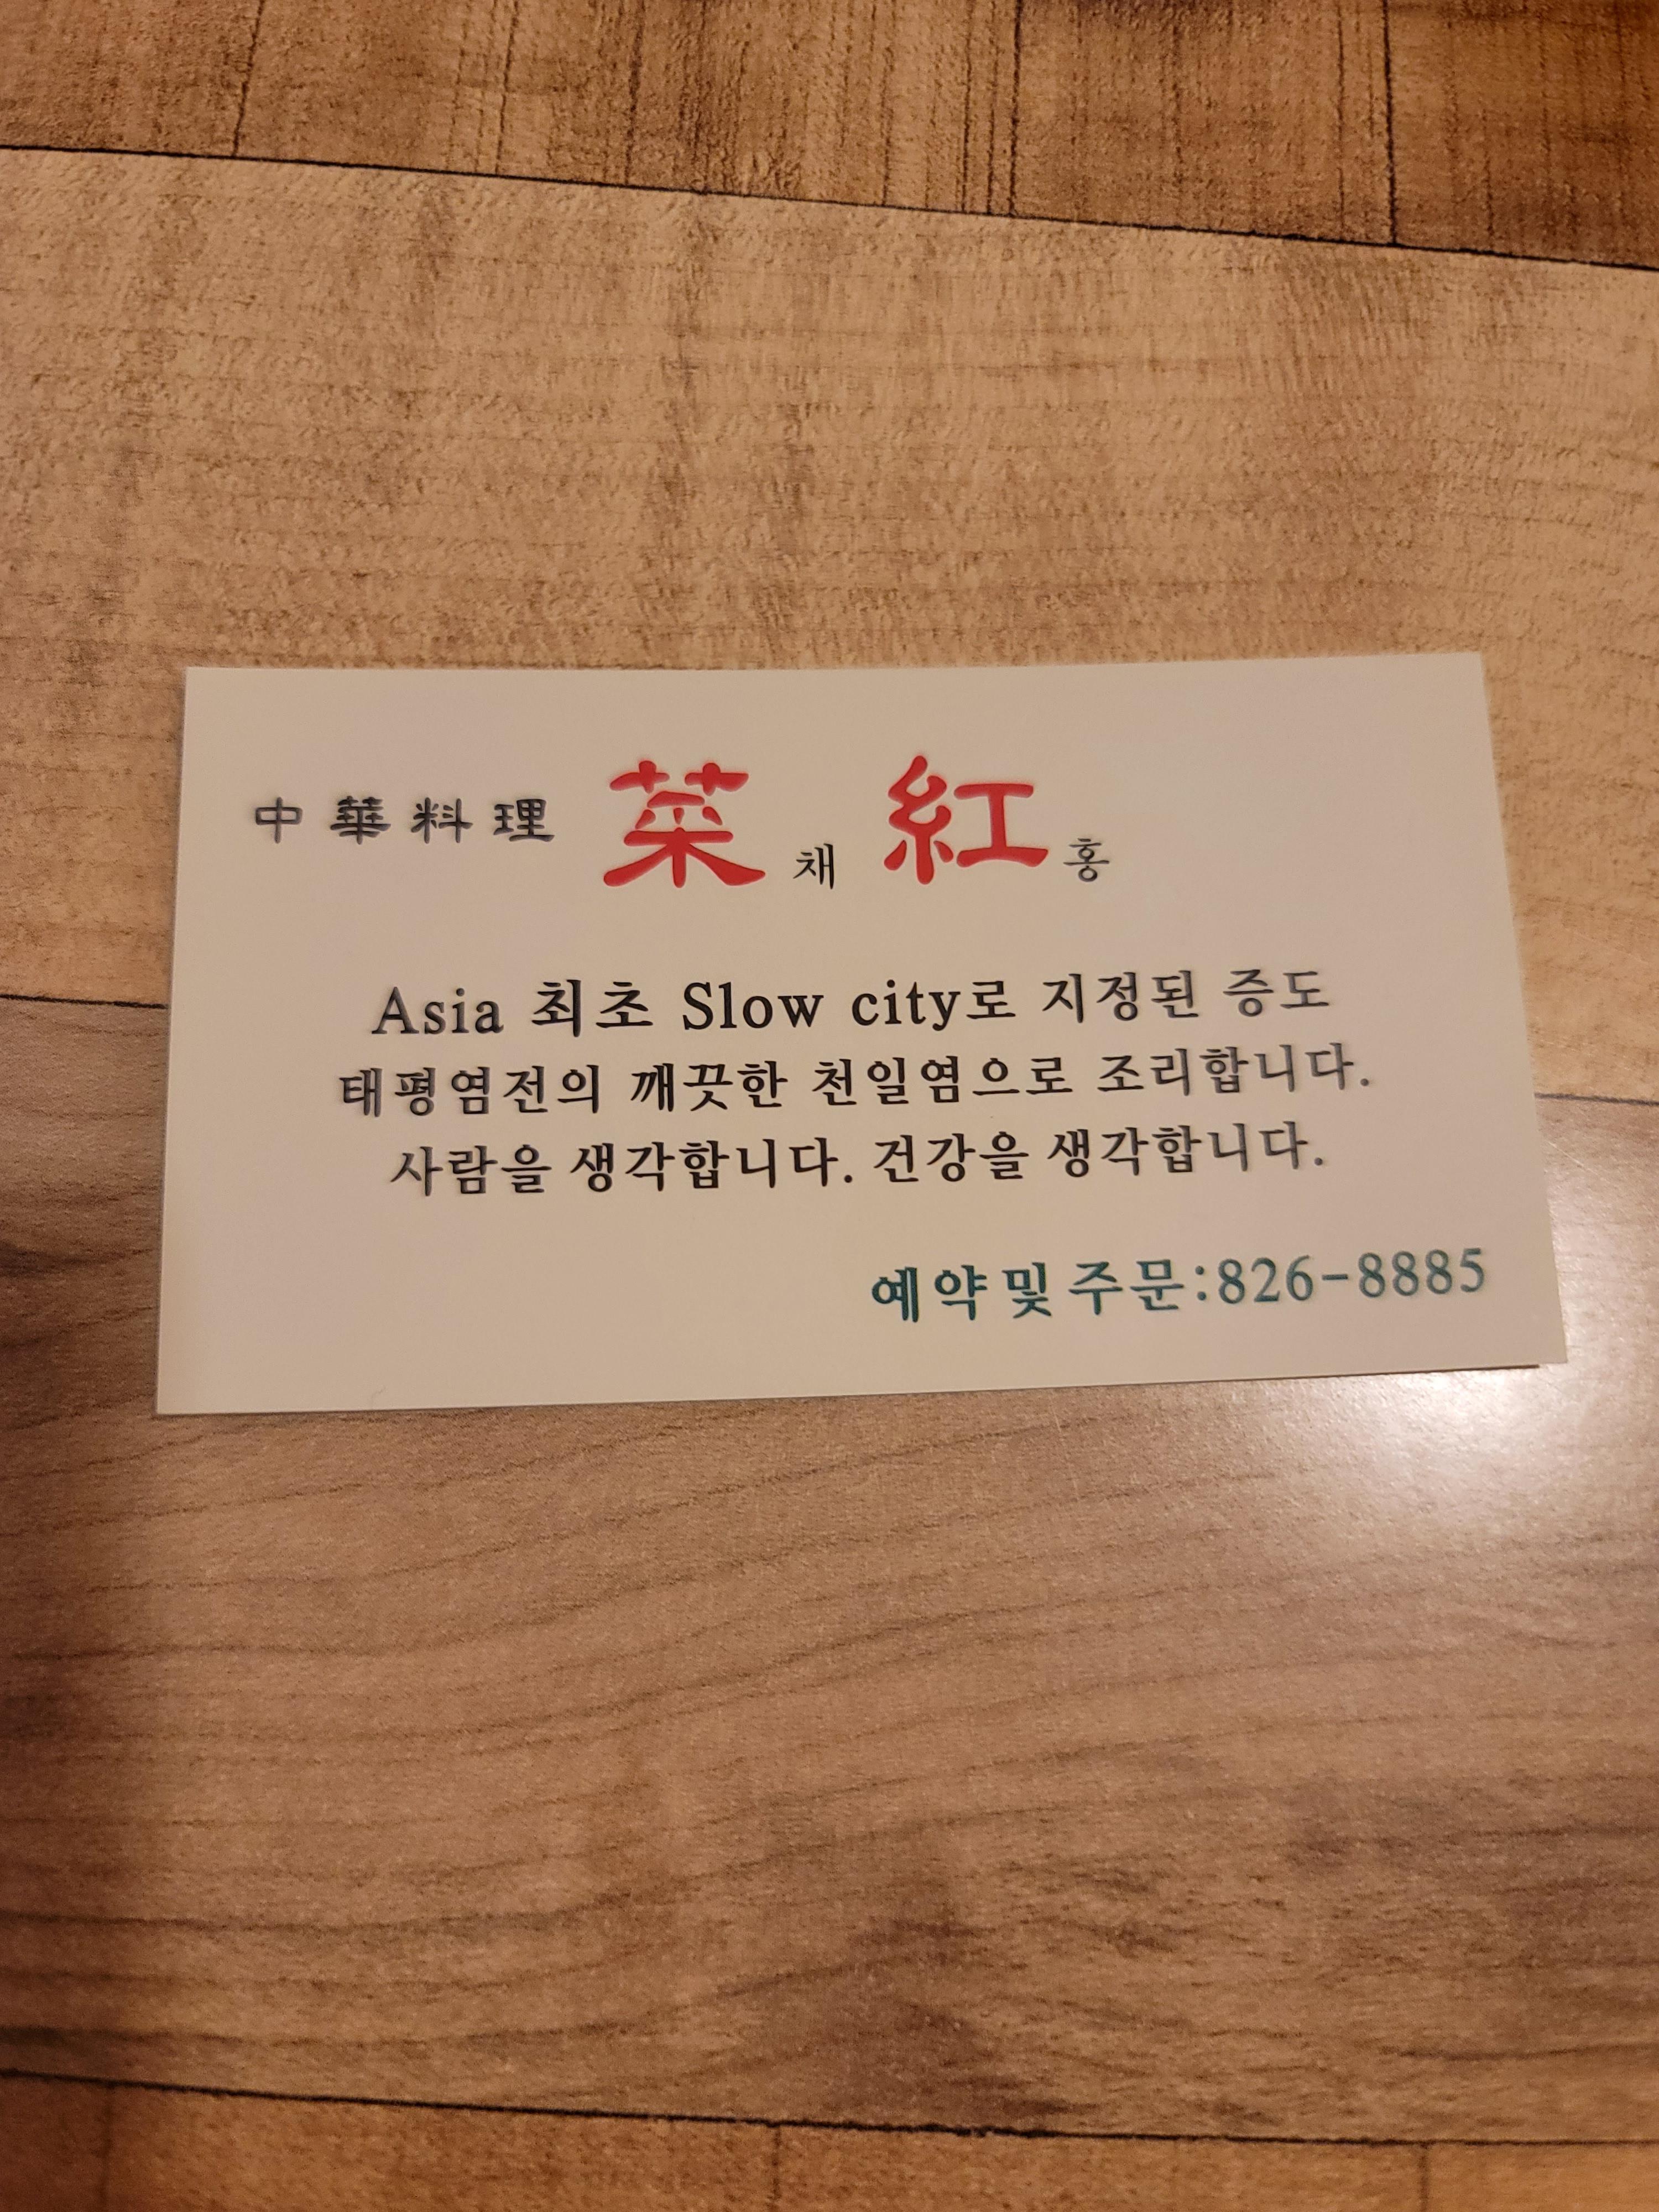 中華料理 菜채 紅홍
Asia 최초 Slow city로 지정된 증도
태평염전의 깨끗한 천일염으로 조리합니다.
사람을 생각합니다. 건강을 생각합니다.
예약및주문:826-8885